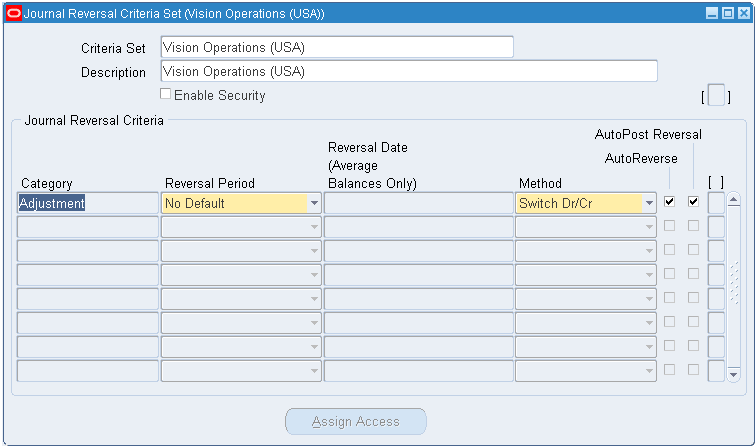 Journal Reversal Criteria Set (Vision Operations (USA))
Criteria Set Vision Operations (USA)
Description Vision Operations (USA)
Enable Security
[ ]
Journal Reversal Criteria
AutoPost Reversal
AutoReverse
Reversal Date
(Average
Balances Only)
Category Reversal Period Method [ ]
Adjustment No Default Switch Dr/Cr
Assign Access